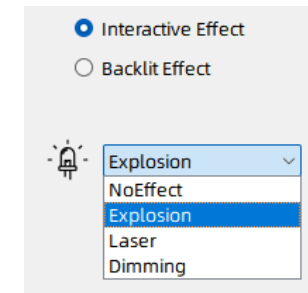 Interactive Effect
Backlit Effect
Explosion
NoEffect
Explosion
Laser
Dimming